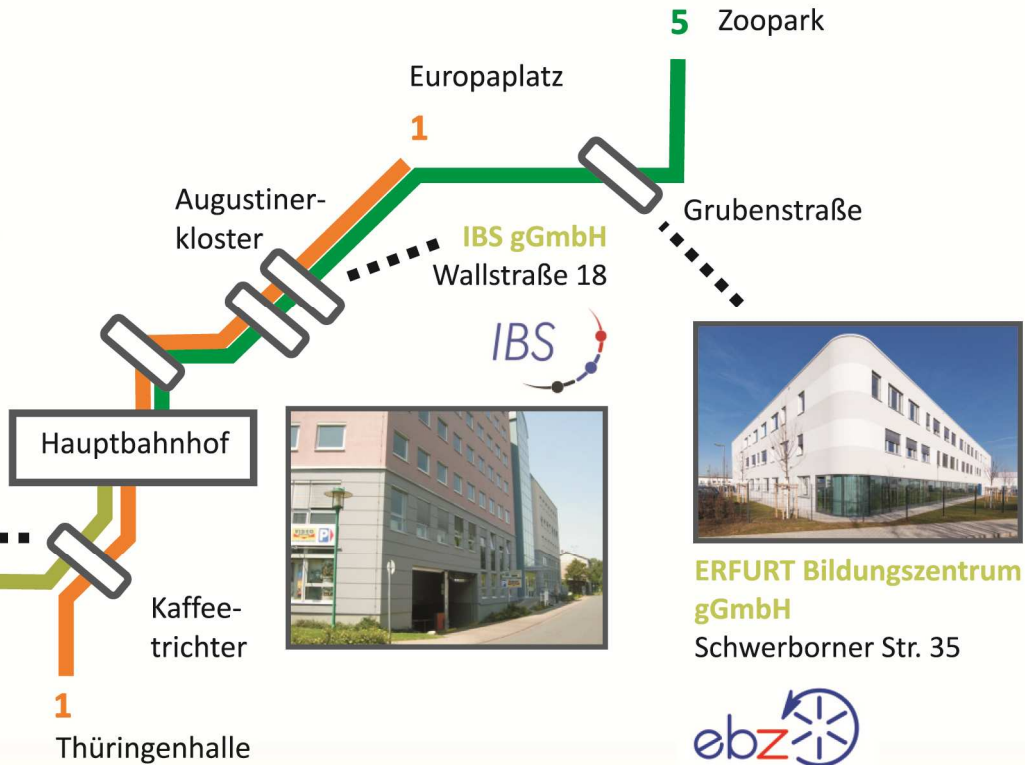 5 Zoopark
Europaplatz
1
Augustiner-
kloster
Grubenstraße
IBS gGmbH
Wallstraße 18
IBS
Hauptbahnhof
P
Kaffee-
trichter
ERFURT Bildungszentrum
gGmbH
Schwerborner Str. 35
1
Thüringenhalle
ebz